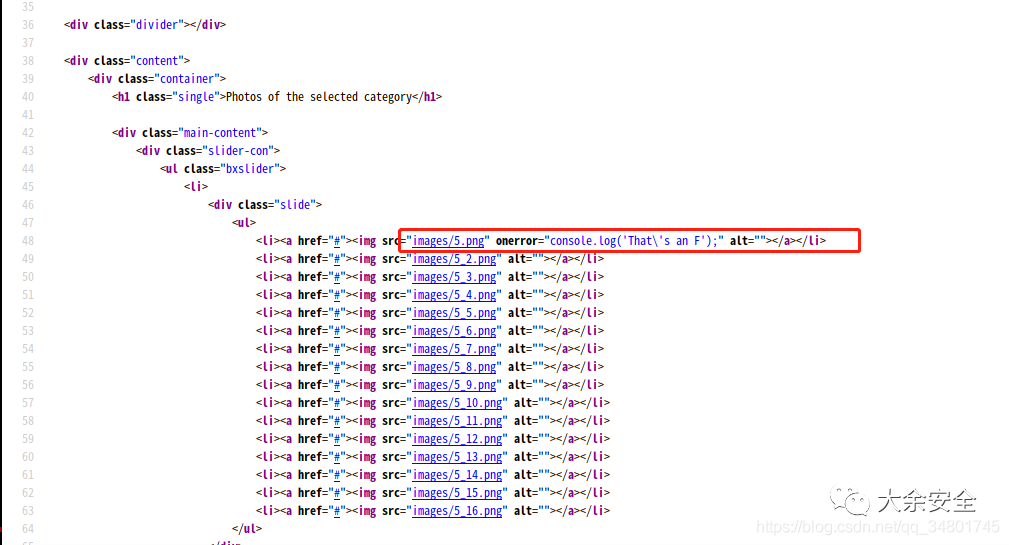 35
36 <div class="divider"></div>
37
38 <div class="content">
39 <div class="container">
40 <h1 class="single">Photos of the selected category</h1>
41
42 <div class="main-content">
43 <div class="slider-con">
44 <ul class="bxslider">
45 <li>
46 <div class="slide">
47 <ul>
48 <li><a href="#"><img src="images/5.png" onerror="console.log('That\'s an F');" alt=""></a></li>
49 <li><a href="#"><img src="images/5_2.png" alt=""></a></li>
50 <li><a href="#"><img src="images/5_3.png" alt=""></a></li>
51 <li><a href="#"><img src="images/5_4.png" alt=""></a></li>
52 <li><a href="#"><img src="images/5_5.png" alt=""></a></li>
53 <li><a href="#"><img src="images/5_6.png" alt=""></a></li>
54 <li><a href="#"><img src="images/5_7.png" alt=""></a></li>
55 <li><a href="#"><img src="images/5_8.png" alt=""></a></li>
56 <li><a href="#"><img src="images/5_9.png" alt=""></a></li>
57 <li><a href="#"><img src="images/5_10.png" alt=""></a></li>
58 <li><a href="#"><img src="images/5_11.png" alt=""></a></li>
59 <li><a href="#"><img src="images/5_12.png" alt=""></a></li>
60 <li><a href="#"><img src="images/5_13.png" alt=""></a></li>
61 <li><a href="#"><img src="images/5_14.png" alt=""></a></li>
62 <li><a href="#"><img src="images/5_15.png" alt=""></a></li>
63 <li><a href="#"><img src="images/5_16.png" alt=""></a></li>
64 </ul>
65 </div>
大余安全
https://blog.csdn.net/qq_34801745